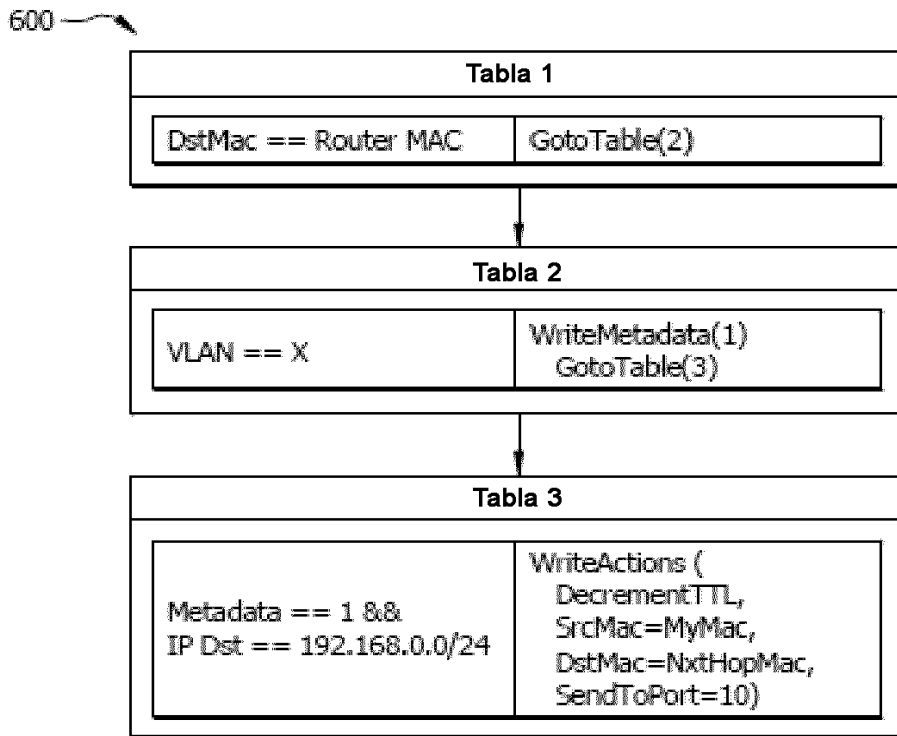 600
Tabla 1
DstMac == Router MAC
GotoTable(2)
Tabla 2
VLAN == X
WriteMetadata(1)
GotoTable(3)
Tabla 3
Metadata == 1 &&
IP Dst == 192.168.0.0/24
WriteActions (
DecrementTTL,
SrcMac=MyMac,
DstMac=NxtHopMac,
SendToPort=10)